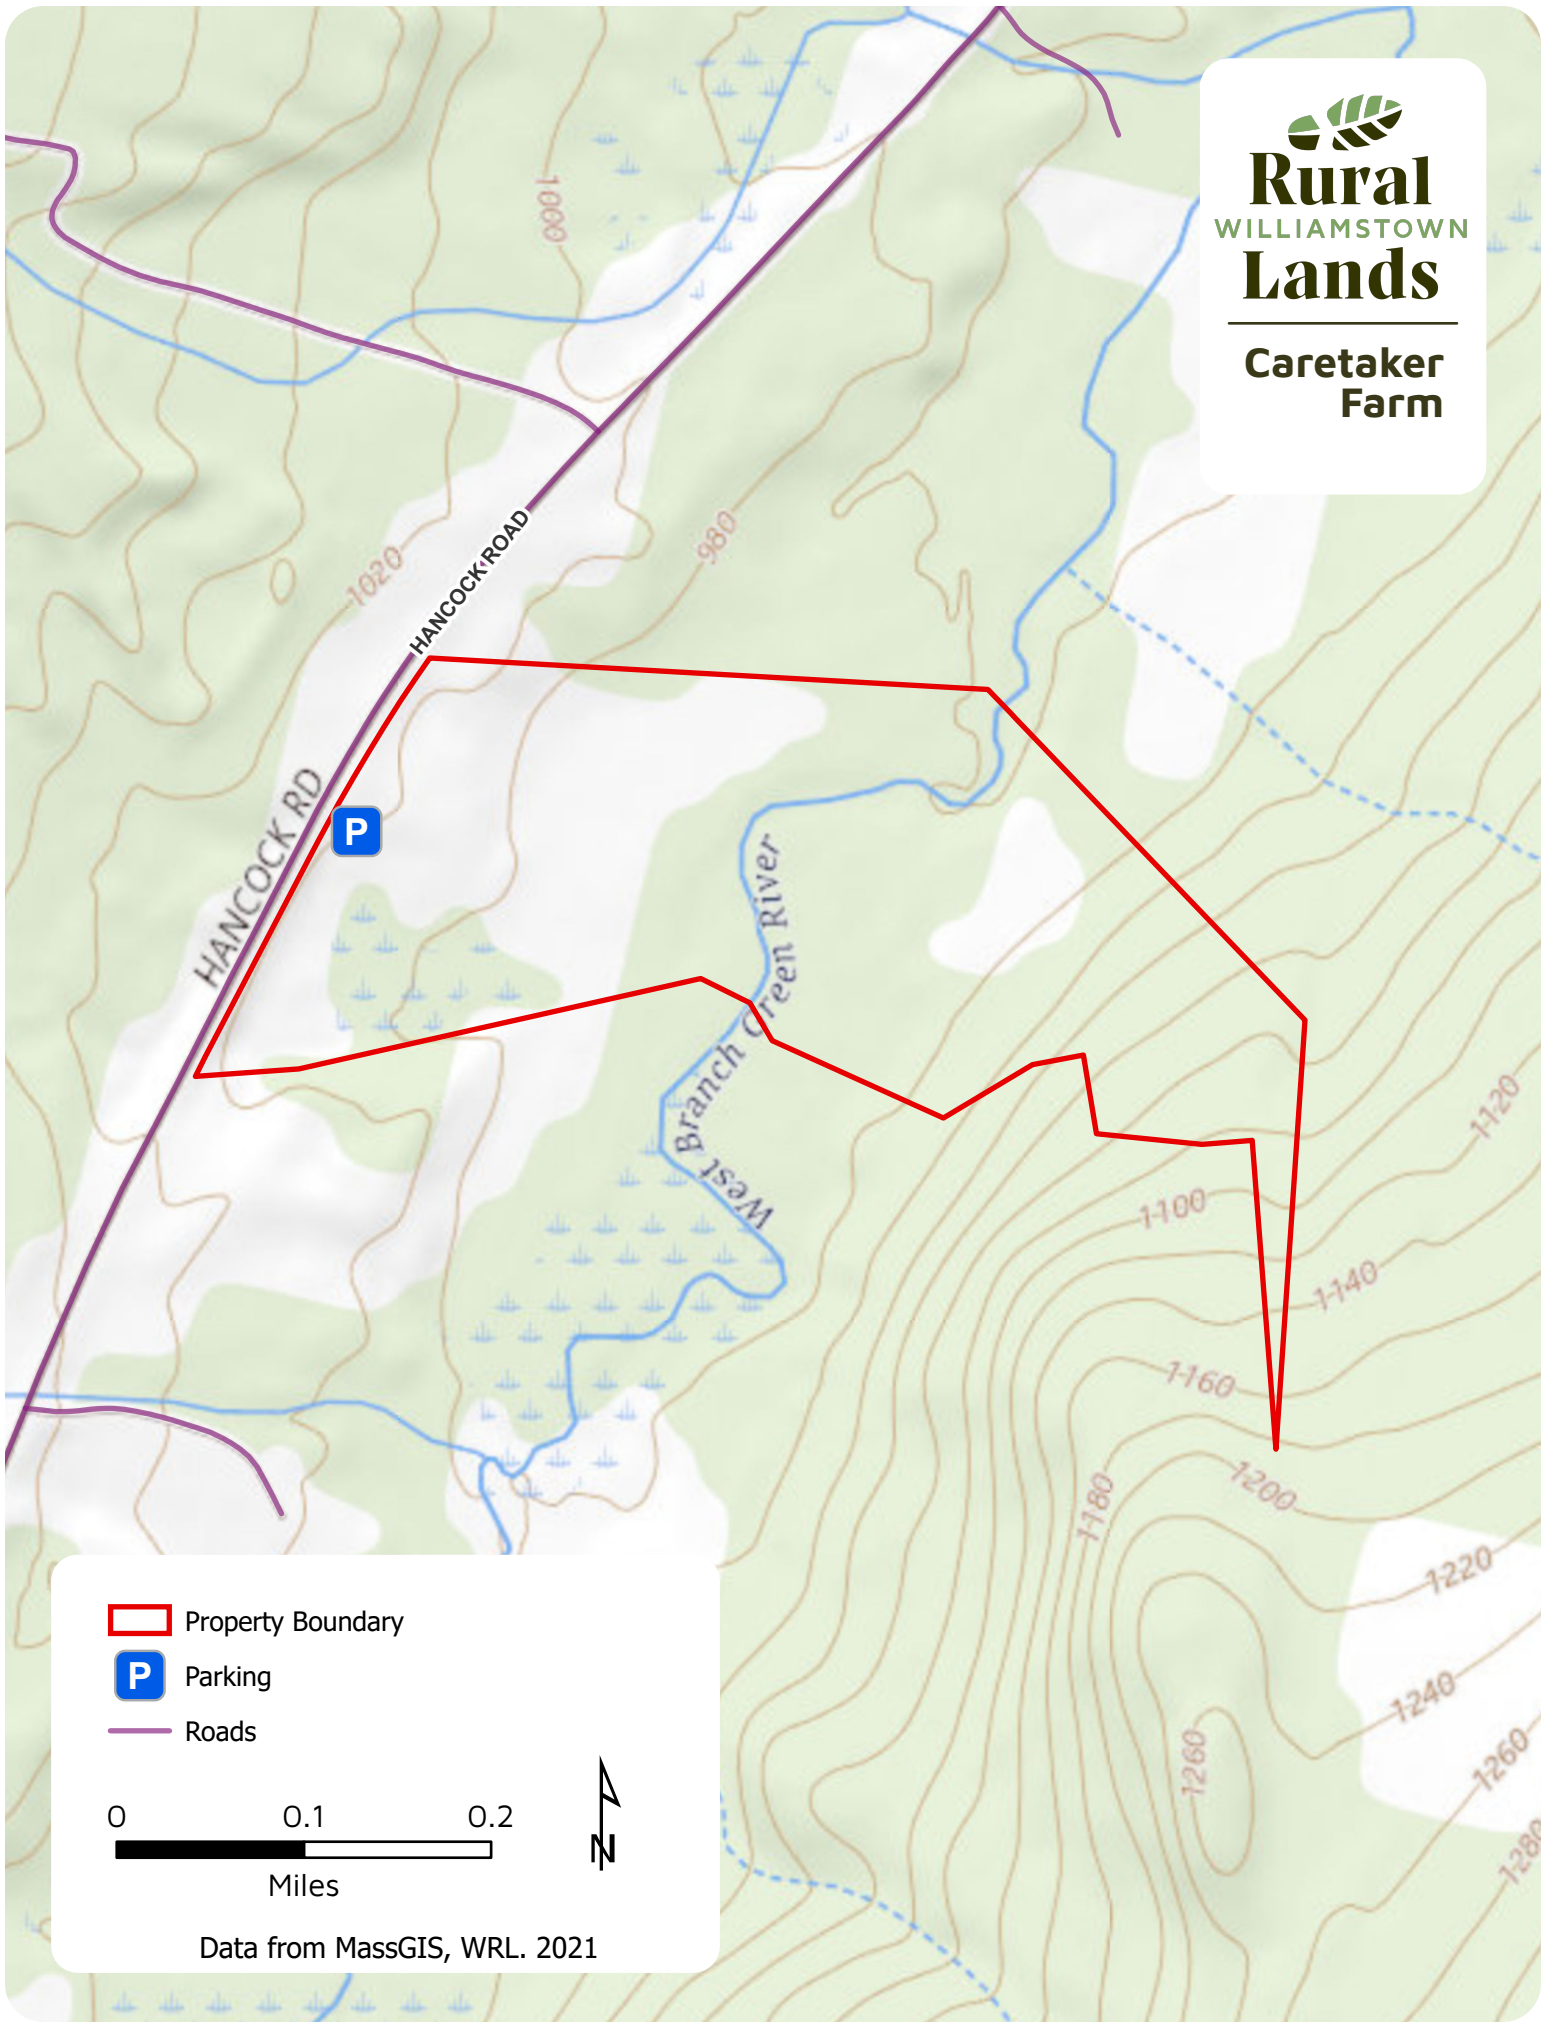 Rural
WILLIAMSTOWN
Lands
Caretaker
Farm
1000
980
1020
HANCOCK ROAD
HANCOCK RD
P
West Branch Green River
1120
1100
1140
1160
1200
1180
1220
1240
1260
1260
1280
Property Boundary
P Parking
Roads
0 0.1 0.2
Miles
N
Data from MassGIS, WRL. 2021